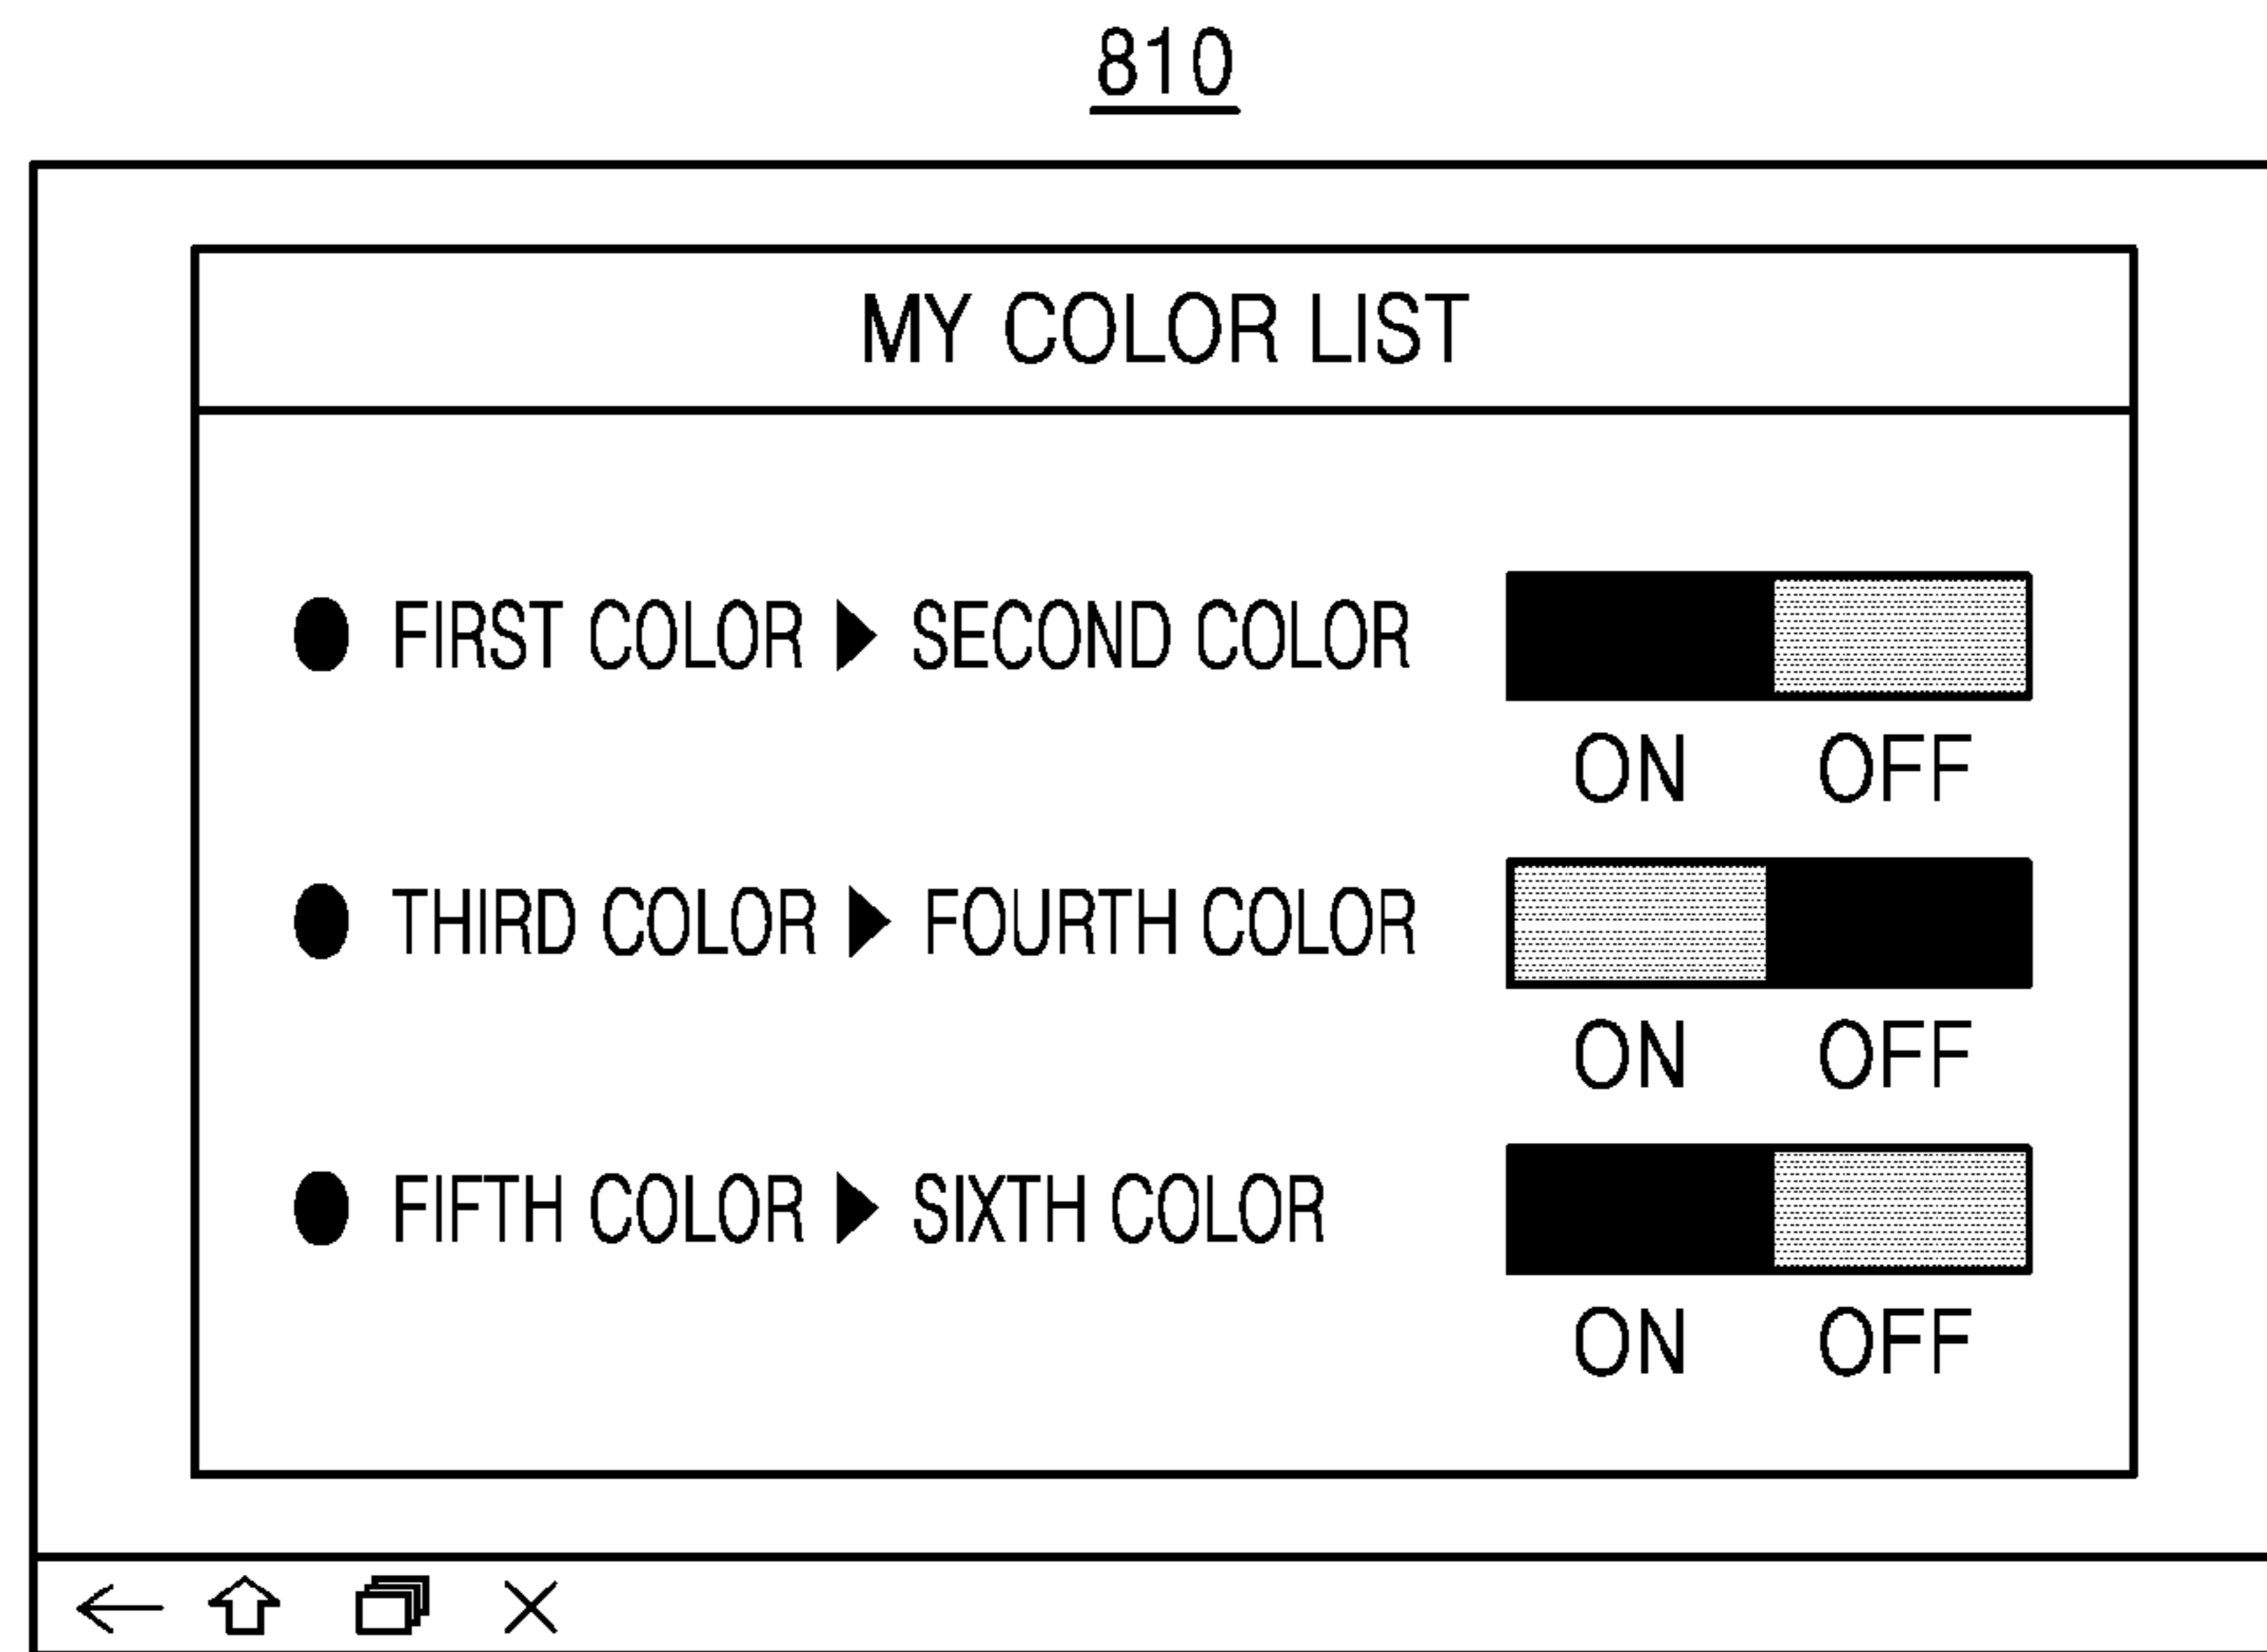 810
MY COLOR LIST
FIRST COLOR ▶ SECOND COLOR
ON OFF
THIRD COLOR ▶ FOURTH COLOR
ON OFF
FIFTH COLOR ▶ SIXTH COLOR
ON OFF